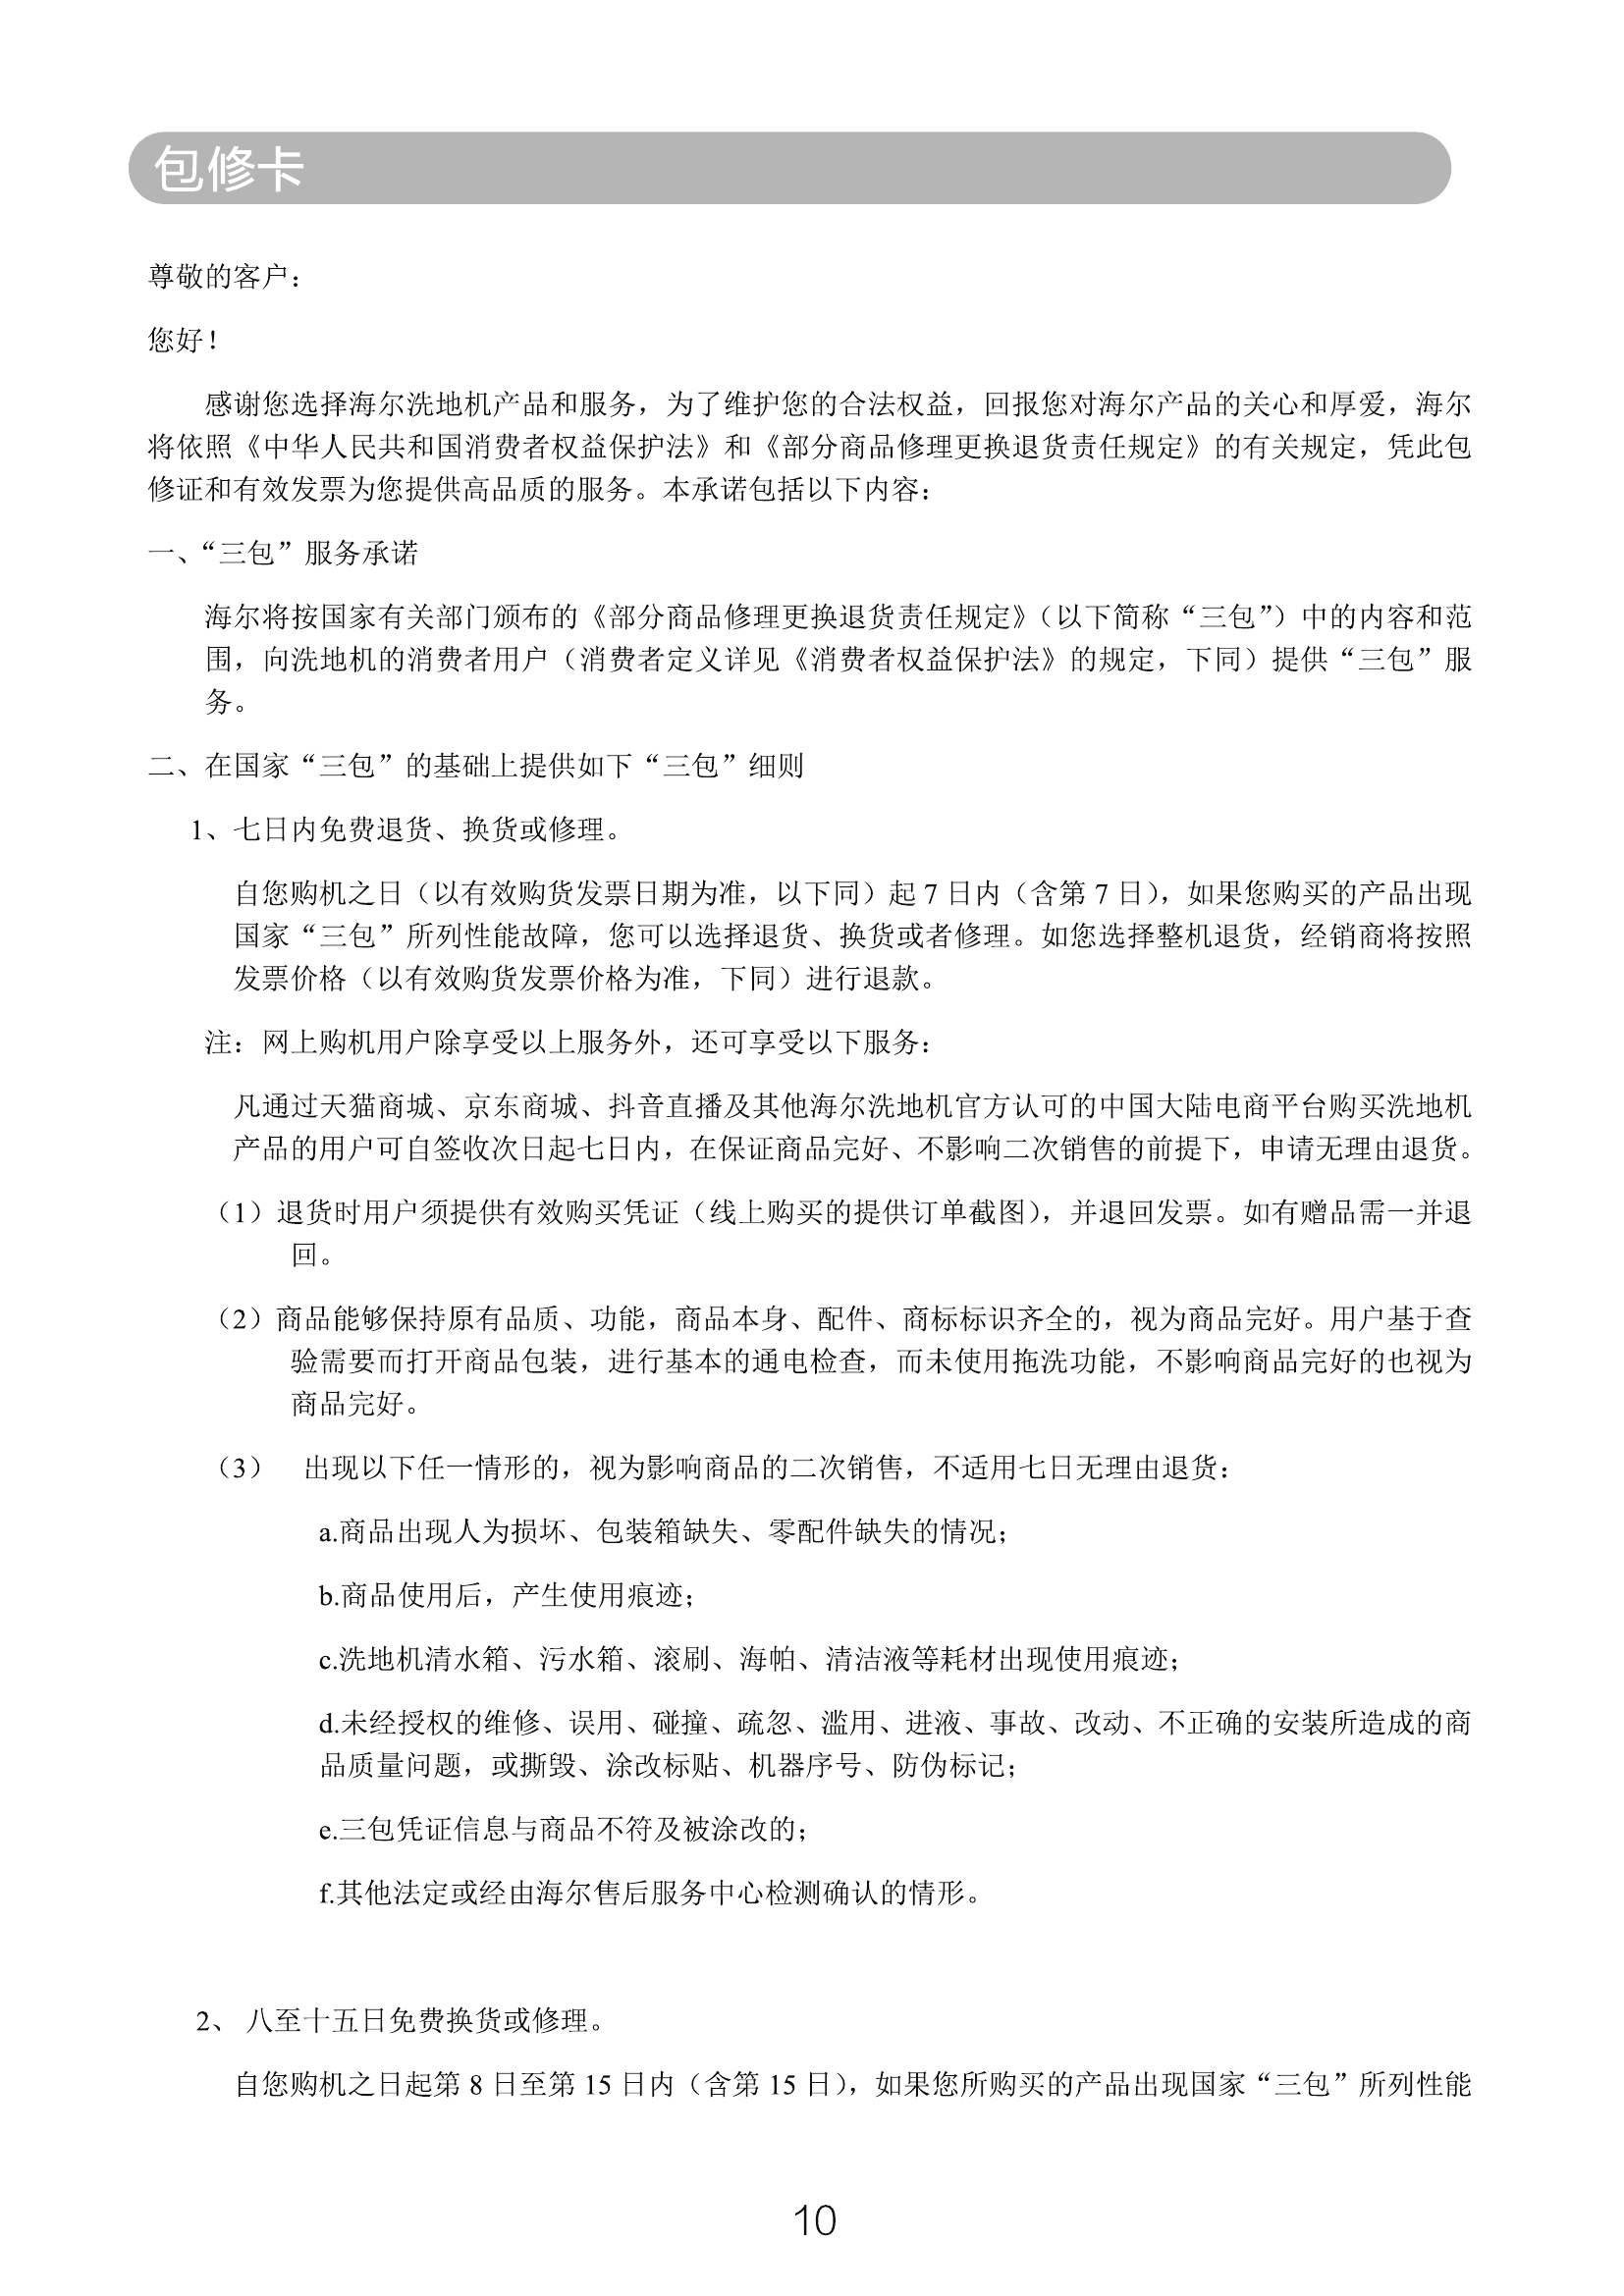 包修卡
尊敬的客户：
您好！
感谢您选择海尔洗地机产品和服务，为了维护您的合法权益，回报您对海尔产品的关心和厚爱，海尔
将依照《中华人民共和国消费者权益保护法》和《部分商品修理更换退货责任规定》的有关规定，凭此包
修证和有效发票为您提供高品质的服务。本承诺包括以下内容：
一、“三包”服务承诺
海尔将按国家有关部门颁布的《部分商品修理更换退货责任规定》（以下简称“三包”）中的内容和范
围，向洗地机的消费者用户（消费者定义详见《消费者权益保护法》的规定，下同）提供“三包”服
务。
二、在国家“三包”的基础上提供如下“三包”细则
1、七日内免费退货、换货或修理。
自您购机之日（以有效购货发票日期为准，以下同）起 7 日内（含第 7 日），如果您购买的产品出现
国家“三包”所列性能故障，您可以选择退货、换货或者修理。如您选择整机退货，经销商将按照
发票价格（以有效购货发票价格为准，下同）进行退款。
注：网上购机用户除享受以上服务外，还可享受以下服务：
凡通过天猫商城、京东商城、抖音直播及其他海尔洗地机官方认可的中国大陆电商平台购买洗地机
产品的用户可自签收次日起七日内，在保证商品完好、不影响二次销售的前提下，申请无理由退货。
（1）退货时用户须提供有效购买凭证（线上购买的提供订单截图），并退回发票。如有赠品需一并退
回。
（2）商品能够保持原有品质、功能，商品本身、配件、商标标识齐全的，视为商品完好。用户基于查
验需要而打开商品包装，进行基本的通电检查，而未使用拖洗功能，不影响商品完好的也视为
商品完好。
（3） 出现以下任一情形的，视为影响商品的二次销售，不适用七日无理由退货：
a.商品出现人为损坏、包装箱缺失、零配件缺失的情况；
b.商品使用后，产生使用痕迹；
c.洗地机清水箱、污水箱、滚刷、海帕、清洁液等耗材出现使用痕迹；
d.未经授权的维修、误用、碰撞、疏忽、滥用、进液、事故、改动、不正确的安装所造成的商
品质量问题，或撕毁、涂改标贴、机器序号、防伪标记；
e.三包凭证信息与商品不符及被涂改的；
f.其他法定或经由海尔售后服务中心检测确认的情形。
2、 八至十五日免费换货或修理。
自您购机之日起第 8 日至第 15 日内（含第 15 日），如果您所购买的产品出现国家“三包”所列性能
10